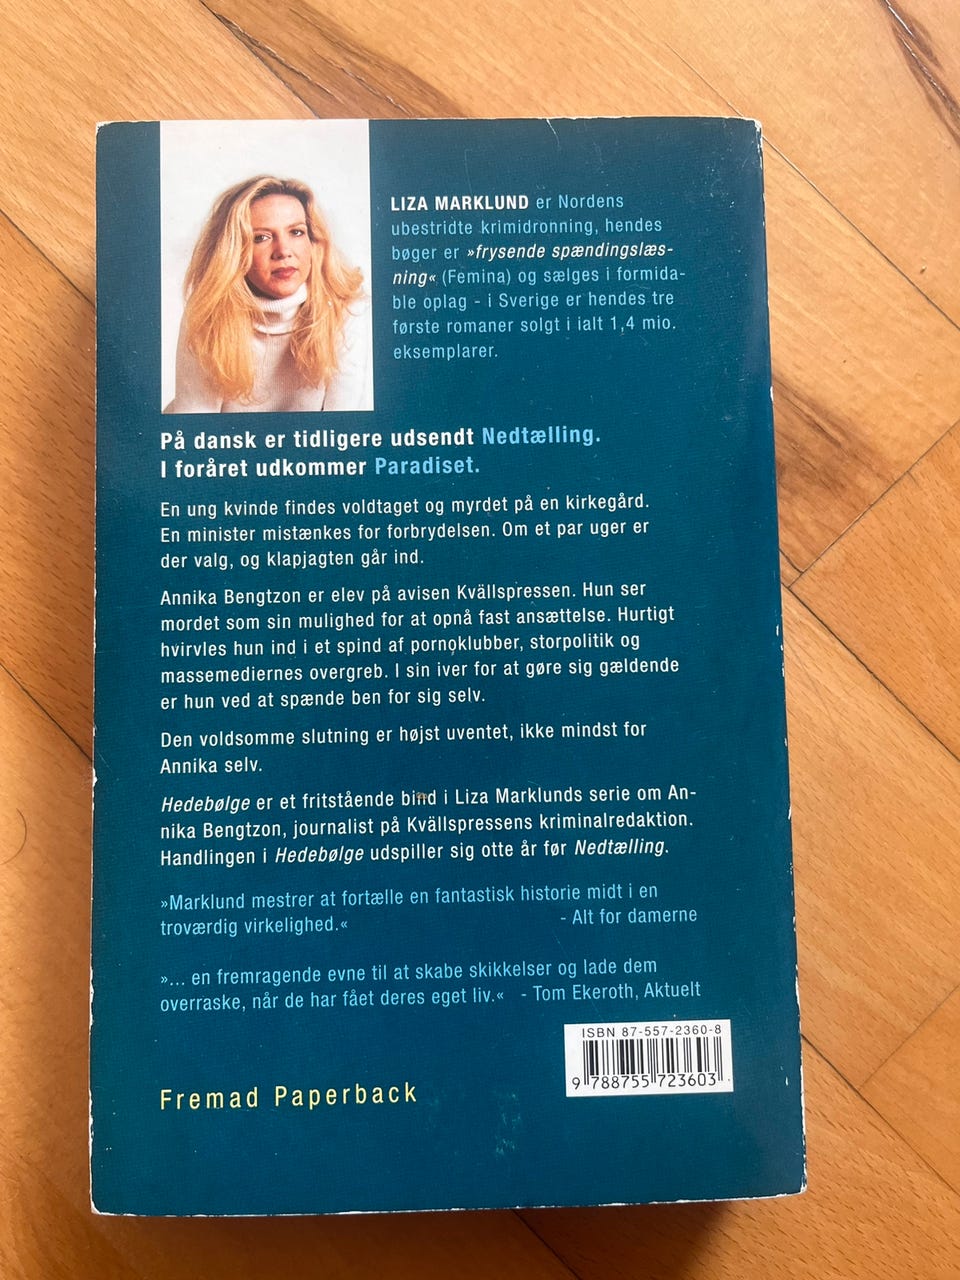 LIZA MARKLUND er Nordens
ubestridte krimidronning, hendes
bøger er »frysende spændingslæs-
ning« (Femina) og sælges i formida-
ble oplag - i Sverige er hendes tre
første romaner solgt i ialt 1,4 mio.
eksemplarer.
På dansk er tidligere udsendt Nedtælling.
I foråret udkommer Paradiset.
En ung kvinde findes voldtaget og myrdet på en kirkegård.
En minister mistænkes for forbrydelsen. Om et par uger er
der valg, og klapjagten går ind.
Annika Bengtzon er elev på avisen Kvällspressen. Hun ser
mordet som sin mulighed for at opnå fast ansættelse. Hurtigt
hvirvles hun ind i et spind af pornoklubber, storpolitik og
massemediernes overgreb. I sin iver for at gøre sig gældende
er hun ved at spænde ben for sig selv.
Den voldsomme slutning er højst uventet, ikke mindst for
Annika selv.
Hedebølge er et fritstående bind i Liza Marklunds serie om An-
nika Bengtzon, journalist på Kvällspressens kriminalredaktion.
Handlingen i Hedebølge udspiller sig otte år før Nedtælling.
»Marklund mestrer at fortælle en fantastisk historie midt i en
troværdig virkelighed.« - Alt for damerne
»... en fremragende evne til at skabe skikkelser og lade dem
overraske, når de har fået deres eget liv.« - Tom Ekeroth, Aktuelt
ISBN 87-557-2360-8
9 788755 723603
Fremad Paperback